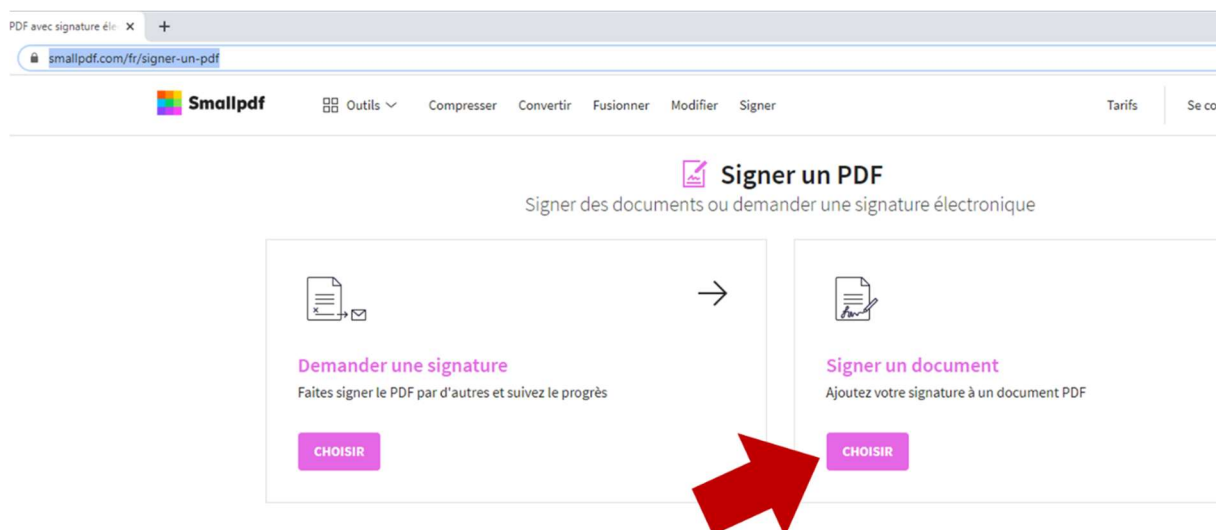 PDF avec signature éle
smallpdf.com/fr/signer-un-pdf
Smallpdf Outils Compresser Convertir Fusionner Modifier Signer Tarifs Se co
Signer un PDF
Signer des documents ou demander une signature électronique
Demander une signature
Faites signer le PDF par d'autres et suivez le progrès
CHOISIR
Signer un document
Ajoutez votre signature à un document PDF
CHOISIR